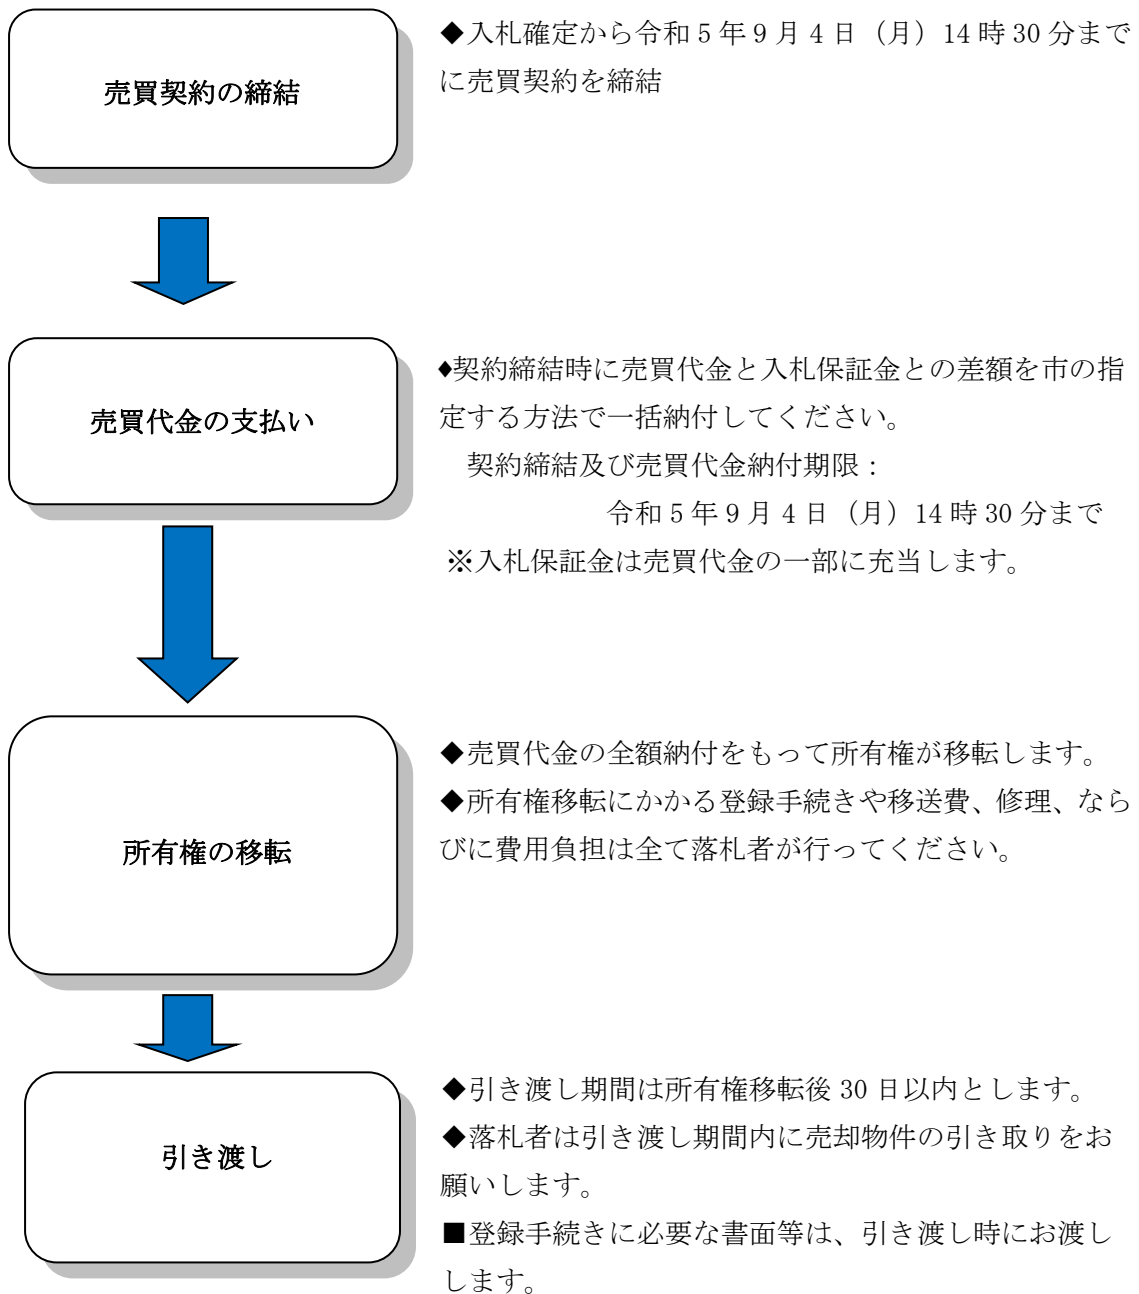 売買契約の締結
◆入札確定から令和5年9月4日（月）14時30分まで
に売買契約を締結
売買代金の支払い
♦契約締結時に売買代金と入札保証金との差額を市の指
定する方法で一括納付してください。
契約締結及び売買代金納付期限：
令和5年9月4日（月）14時30分まで
※入札保証金は売買代金の一部に充当します。
所有権の移転
◆売買代金の全額納付をもって所有権が移転します。
◆所有権移転にかかる登録手続きや移送費、修理、なら
びに費用負担は全て落札者が行ってください。
引き渡し
◆引き渡し期間は所有権移転後30日以内とします。
◆落札者は引き渡し期間内に売却物件の引き取りをお
願いします。
■登録手続きに必要な書面等は、引き渡し時にお渡し
します。